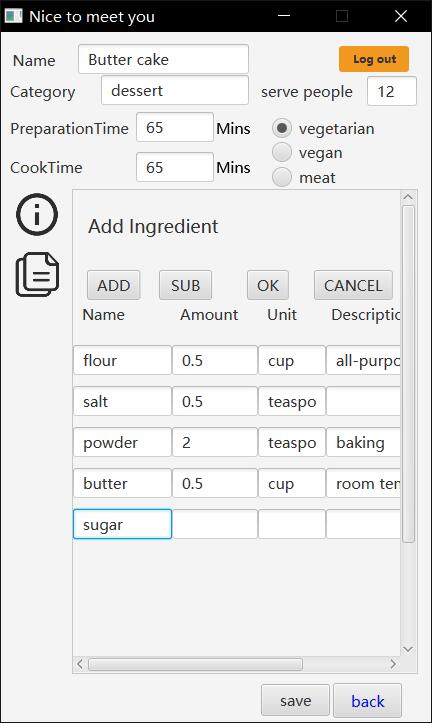 Nice to meet you
Name Butter cake Log out
Category dessert serve people 12
PreparationTime 65 Mins vegetarian
vegan
CookTime 65 Mins
meat
Add Ingredient
ADD SUB OK CANCEL
Name Amount Unit Descriptic
flour 0.5 cup all-purpo
salt 0.5 teaspo
powder 2 teaspo baking
butter 0.5 cup room ten
sugar
save back